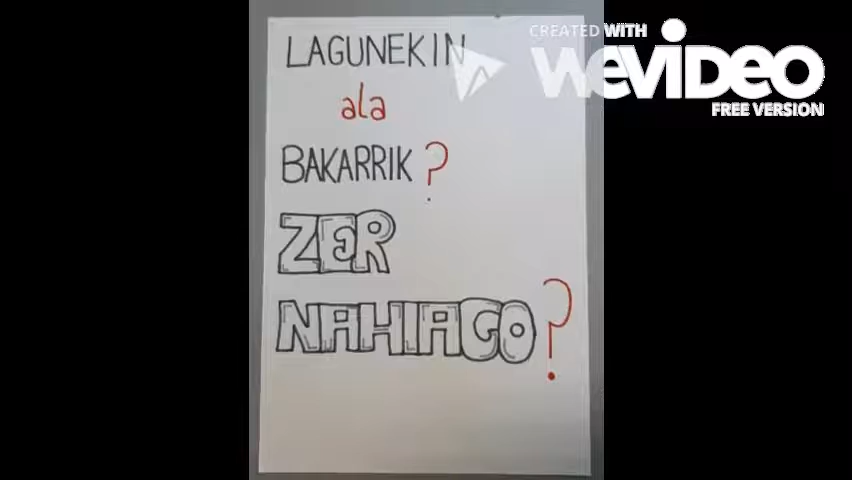 LAGUNEKIN
ala
BAKARRIK?
ZER
NAHIAGO?
CREATED WITH
WEVIDEO
FREE VERSION